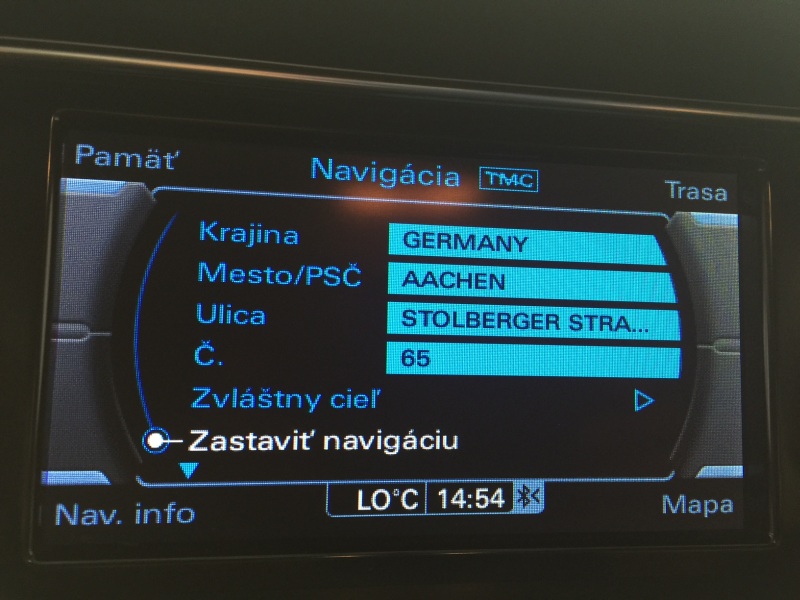 Pamäť Navigácia TMC Trasa
Krajina GERMANY
Mesto/PSČ AACHEN
Ulica STOLBERGER STRA...
Č. 65
Zvláštny cieľ
Zastaviť navigáciu
Nav. info LO°C 14:54 Mapa